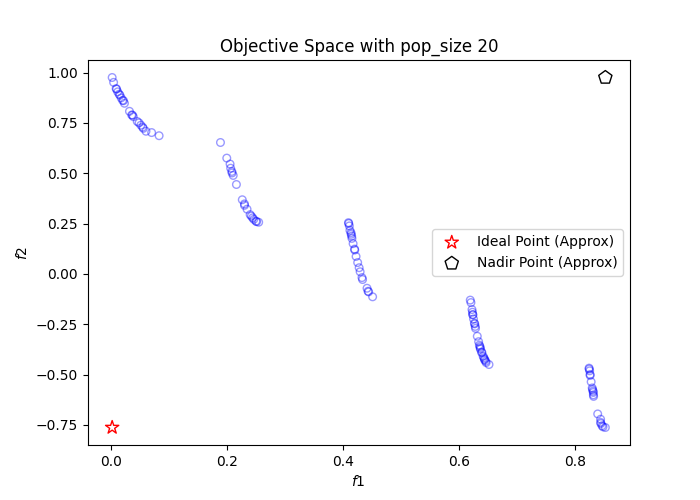 Objective Space with pop_size 20
1.00
0.75
0.50
0.25
0.00
−0.25
−0.50
−0.75
f2
Ideal Point (Approx)
Nadir Point (Approx)
0.0 0.2 0.4 0.6 0.8
f1